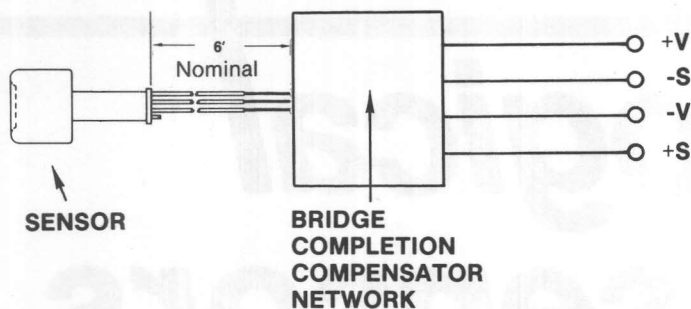 6'
Nominal
+V
-S
-V
+S
SENSOR
BRIDGE
COMPLETION
COMPENSATOR
NETWORK